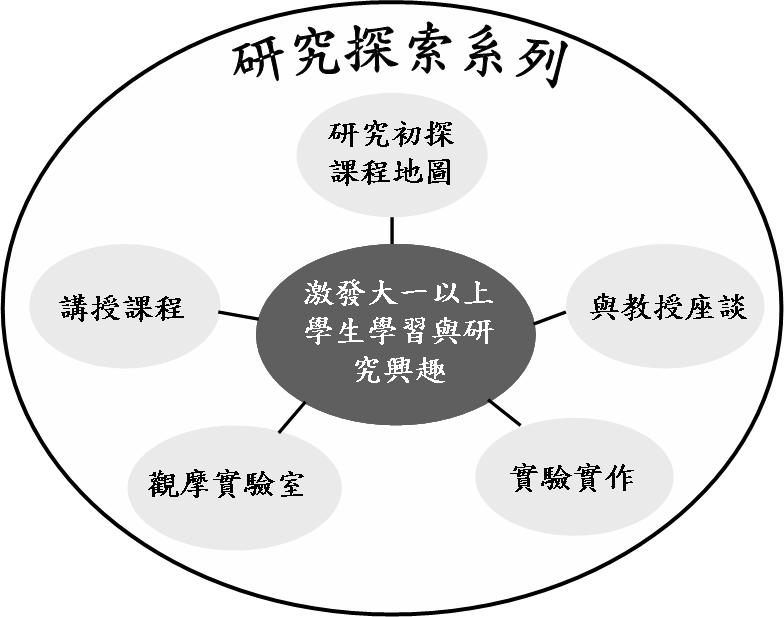 研究探索系列
研究初探
課程地圖
講授課程
激發大一以上
學生學習與研
究興趣
與教授座談
觀摩實驗室
實驗實作